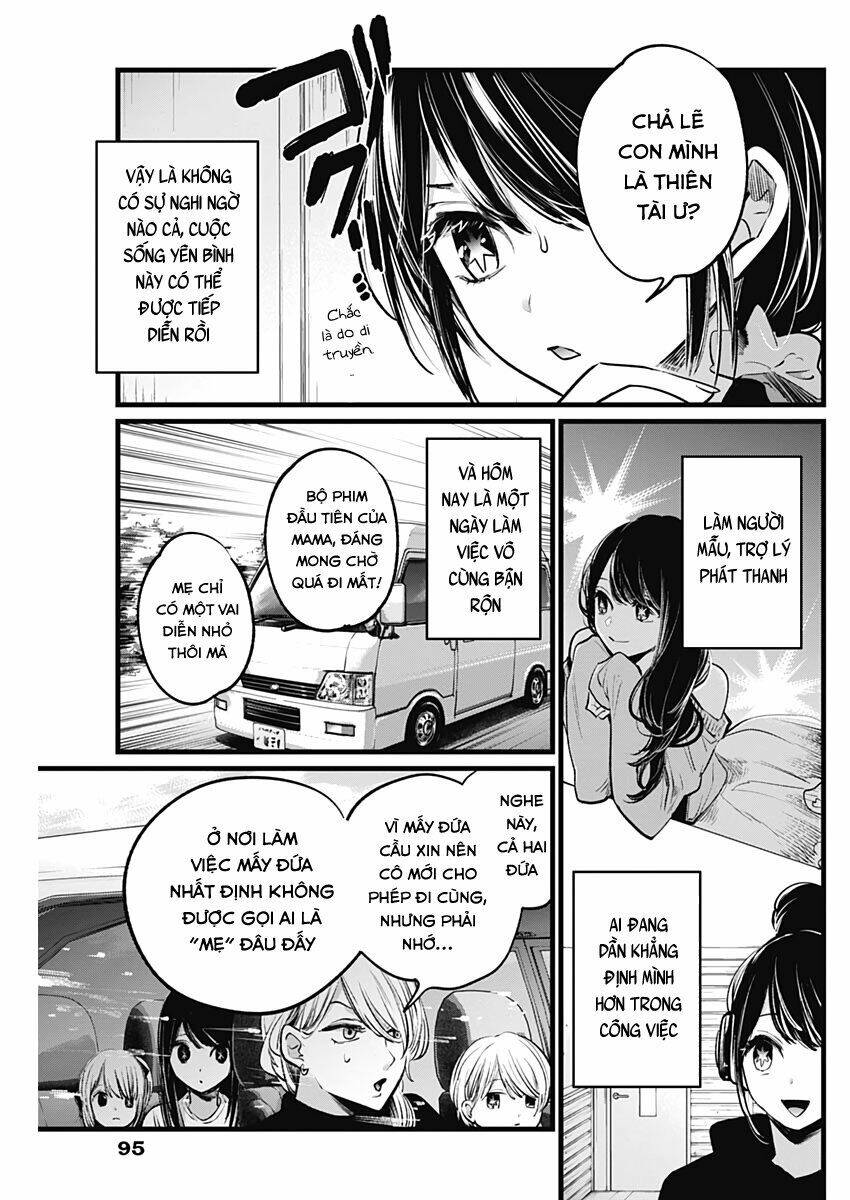 CHẢ LẼ
CON MÌNH
LÀ THIÊN
TÀI Ư?
ゴゴ
VẬY LÀ KHÔNG
CÓ SỰ NGHI NGỜ
NÀO CẢ, CUỘC
SỐNG YÊN BÌNH
NÀY CÓ THỂ
ĐƯỢC TIẾP
DIỄN RỒI
Chắc
là do di
truyền
...
LÀM NGƯỜI
MẪU, TRỢ LÝ
PHÁT THANH
AI ĐANG
DẦN KHẲNG
ĐỊNH MÌNH
HƠN TRONG
CÔNG VIỆC
VÀ HÔM
NAY LÀ MỘT
NGÀY LÀM
VIỆC VÔ
CÙNG BẬN
RỘN
BỘ PHIM
ĐẦU TIÊN CỦA
MAMA, ĐÁNG
MONG CHỜ
QUÁ ĐI MẤT!
MẸ CHỈ
CÓ MỘT VAI
DIỄN NHỎ
THÔI MÀ
NGHE
NÀY,
CẢ HAI
ĐỨA
VÌ MẤY ĐỨA
CẦU XIN NÊN
CÔ MỚI CHO
PHÉP ĐI CÙNG,
NHƯNG PHẢI
NHỚ...
Ở NƠI LÀM
VIỆC MẤY ĐỨA
NHẤT ĐỊNH KHÔNG
ĐƯỢC GỌI AI LÀ
"MẸ" ĐÂU ĐẤY
95